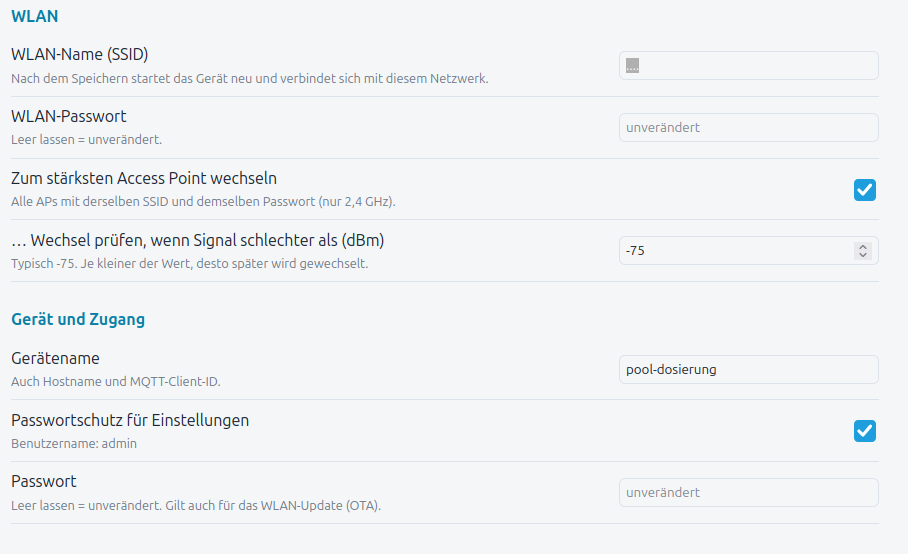 WLAN
WLAN-Name (SSID)
Nach dem Speichern startet das Gerät neu und verbindet sich mit diesem Netzwerk.
WLAN-Passwort
Leer lassen = unverändert.
unverändert
Zum stärksten Access Point wechseln
Alle APs mit derselben SSID und demselben Passwort (nur 2,4 GHz).
… Wechsel prüfen, wenn Signal schlechter als (dBm)
Typisch -75. Je kleiner der Wert, desto später wird gewechselt.
-75
Gerät und Zugang
Gerätename
Auch Hostname und MQTT-Client-ID.
pool-dosierung
Passwortschutz für Einstellungen
Benutzername: admin
Passwort
Leer lassen = unverändert. Gilt auch für das WLAN-Update (OTA).
unverändert